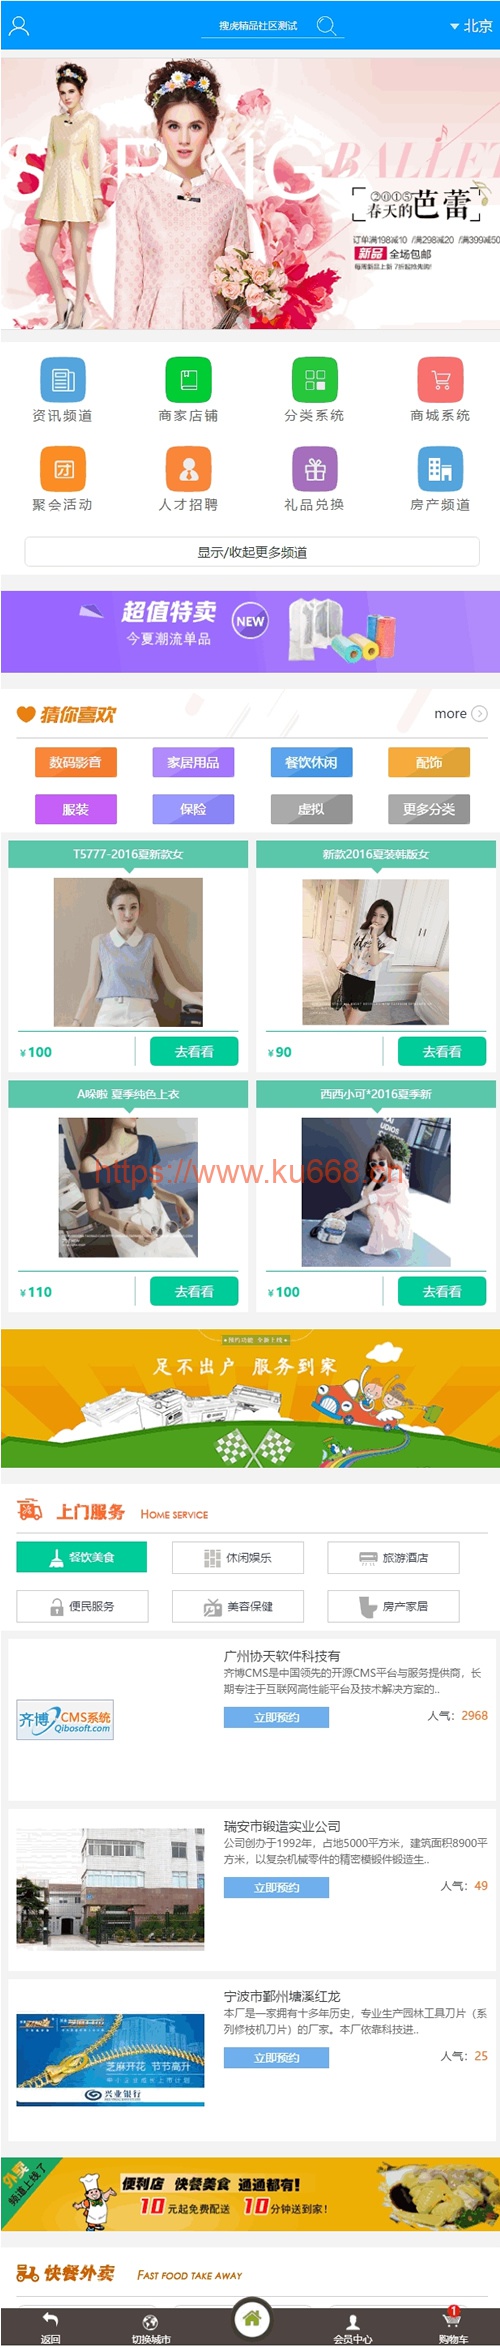 搜虎精品社区测试
北京
SPRING
BALLET
2015
春天的芭蕾
订单满198减10 /满298减20 /满399减50
新品 全场包邮
每周新品上新 7折起抢先购!
资讯频道
商家店铺
分类系统
商城系统
聚会活动
人才招聘
礼品兑换
房产频道
显示/收起更多频道
超值特卖
NEW
今夏潮流单品
猜你喜欢
more
数码影音
家居用品
餐饮休闲
配饰
服装
保险
虚拟
更多分类
T5777-2016夏新款女
新款2016夏装韩版女
¥100
去看看
¥90
去看看
A哚啦 夏季纯色上衣
西西小可*2016夏季新
https://www.ku668.cn
¥110
去看看
¥100
去看看
预约功能 全新上线
足不出户 服务到家
上门服务 HOME SERVICE
餐饮美食
休闲娱乐
旅游酒店
便民服务
美容保健
房产家居
广州协天软件科技有
齐博CMS是中国领先的开源CMS平台与服务提供商，长
期专注于互联网高性能平台及技术解决方案的..
立即预约
人气：2968
齐博CMS系统
Qibosoft.com
瑞安市锻造实业公司
公司创办于1992年，占地5000平方米，建筑面积8900平
方米，以复杂机械零件的精密模锻件锻造生..
立即预约
人气：49
宁波市鄞州塘溪红龙
本厂是一家拥有十多年历史，专业生产园林工具刀片（系
列修枝机刀片）的厂家。本厂依靠科技进..
立即预约
人气：25
芝麻开花 节节高升
兴业银行
外卖
频道上线了
便利店 快餐美食 通通都有!
10元起免费配送 10分钟送到家!
快餐外卖 FAST FOOD TAKE AWAY
返回
切换城市
会员中心
1
购物车